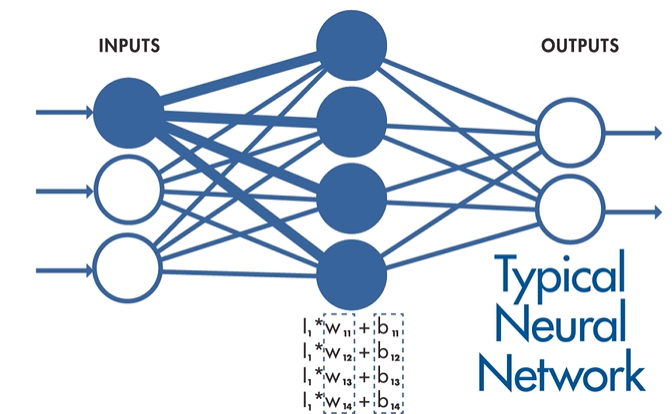 INPUTS
OUTPUTS
I₁*w₁₁+b₁₁
I₁*w₁₂+b₁₂
I₁*w₁₃+b₁₃
I₁*w₁₄+b₁₄
Typical
Neural
Network